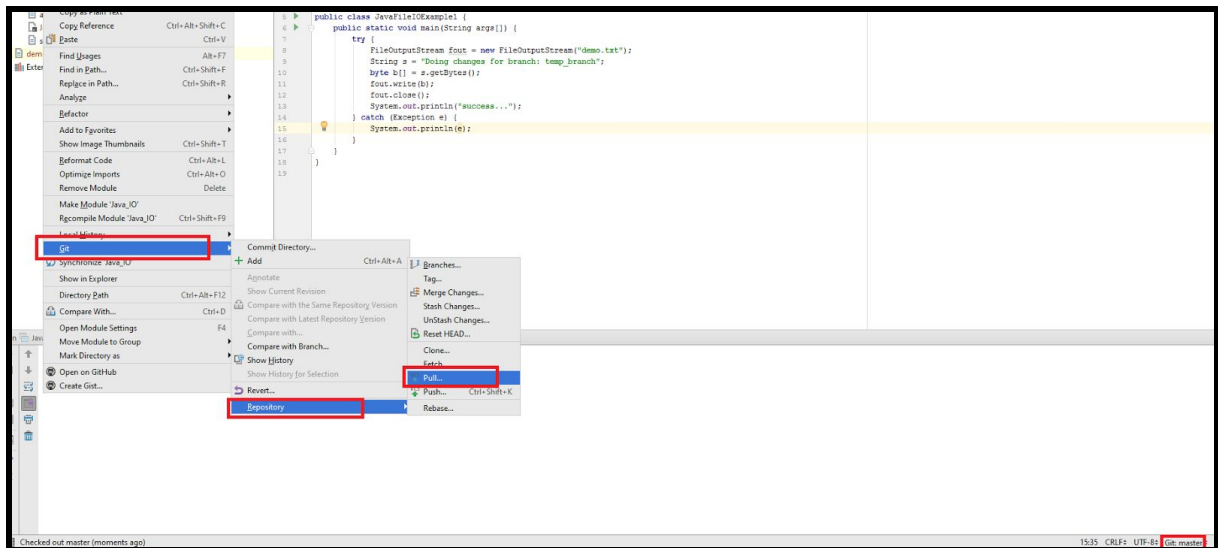 Copy as Plain Text
Copy Reference Ctrl+Alt+Shift+C
Paste Ctrl+V
Find Usages Alt+F7
Find in Path... Ctrl+Shift+F
Replace in Path... Ctrl+Shift+R
Analyze
Refactor
Add to Favorites
Show Image Thumbnails Ctrl+Shift+T
Reformat Code Ctrl+Alt+L
Optimize Imports Ctrl+Alt+O
Remove Module Delete
Make Module 'Java_IO'
Recompile Module 'Java_IO' Ctrl+Shift+F9
Local History
Git
Synchronize 'Java_IO'
Show in Explorer
Directory Path Ctrl+Alt+F12
Compare With... Ctrl+D
Open Module Settings F4
Move Module to Group
Mark Directory as
Open on GitHub
Create Gist...
dem
Exter
Commit Directory...
Add Ctrl+Alt+A
Annotate
Show Current Revision
Compare with the Same Repository Version
Compare with Latest Repository Version
Compare with...
Compare with Branch...
Show History
Show History for Selection
Revert...
Repository
Branches...
Tag...
Merge Changes...
Stash Changes...
UnStash Changes...
Reset HEAD...
Clone...
Fetch...
Pull...
Push... Ctrl+Shift+K
Rebase...
5 public class JavaFileIOExample1 {
6 public static void main(String args[]) {
7 try {
8 FileOutputStream fout = new FileOutputStream("demo.txt");
9 String s = "Doing changes for branch: temp_branch";
10 byte b[] = s.getBytes();
11 fout.write(b);
12 fout.close();
13 System.out.println("success...");
14 } catch (Exception e) {
15 System.out.println(e);
16 }
17 }
18 }
19
Jav
Checked out master (moments ago)
15:35 CRLF UTF-8 Git: master